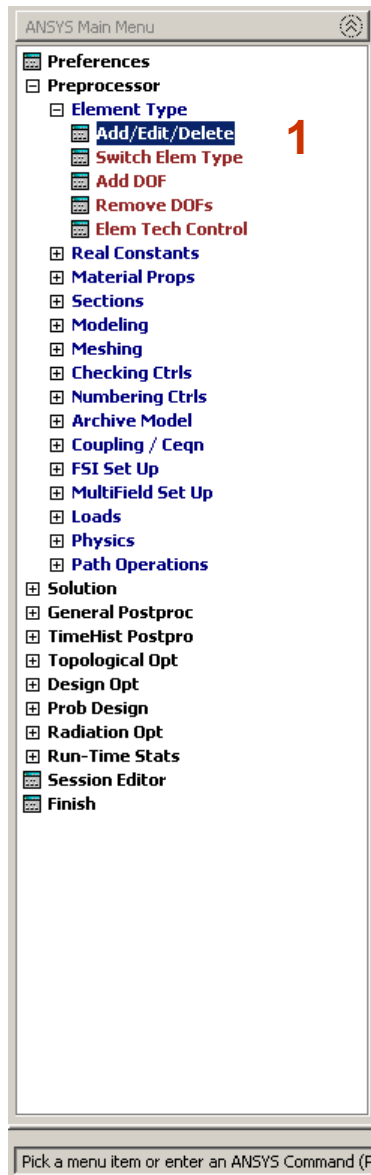 ANSYS Main Menu
Preferences
Preprocessor
Element Type
Add/Edit/Delete
1
Switch Elem Type
Add DOF
Remove DOFs
Elem Tech Control
Real Constants
Material Props
Sections
Modeling
Meshing
Checking Ctrls
Numbering Ctrls
Archive Model
Coupling / Ceqn
FSI Set Up
MultiField Set Up
Loads
Physics
Path Operations
Solution
General Postproc
TimeHist Postpro
Topological Opt
Design Opt
Prob Design
Radiation Opt
Run-Time Stats
Session Editor
Finish
Pick a menu item or enter an ANSYS Command (P